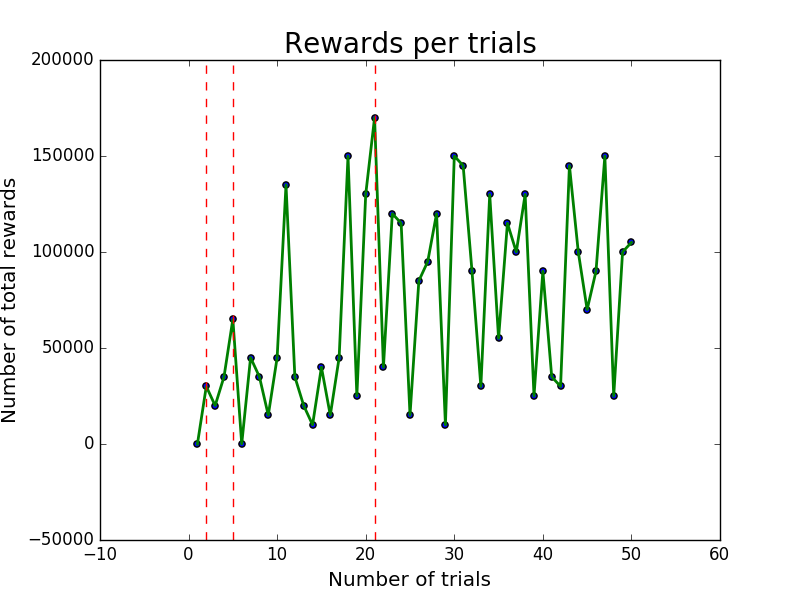 Rewards per trials
200000
150000
100000
50000
0
−50000
Number of total rewards
−10 0 10 20 30 40 50 60
Number of trials